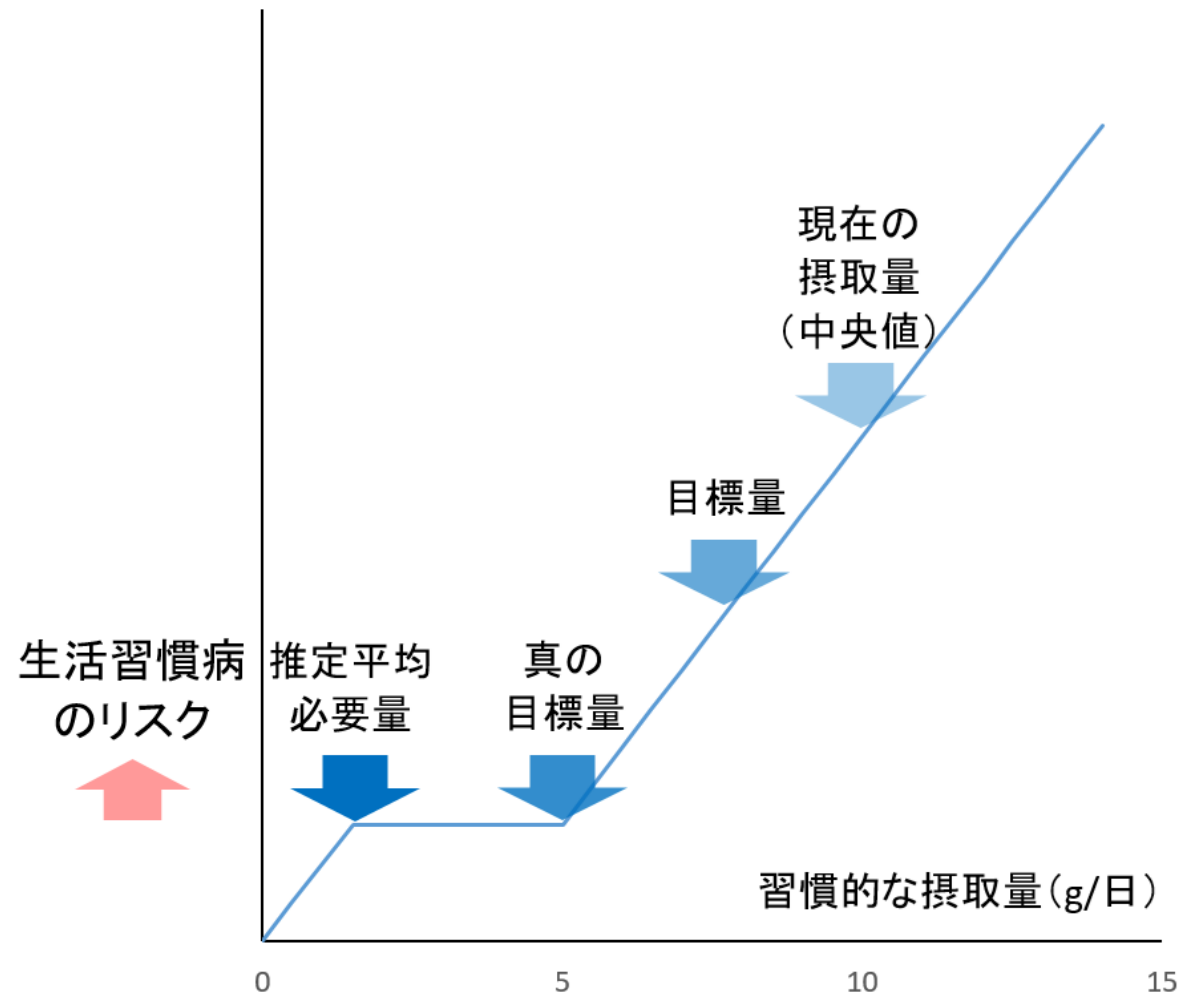 現在の
摂取量
（中央値）
目標量
生活習慣病
のリスク
推定平均
必要量
真の
目標量
習慣的な摂取量（g/日）
0
5
10
15